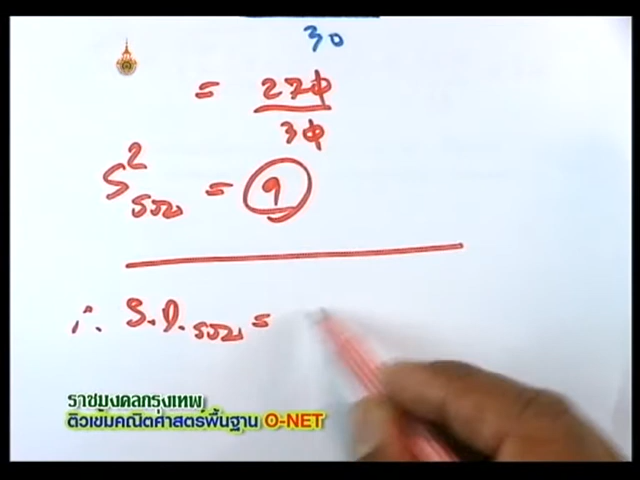 30
= 270/30
S²รวม = 9
∴ S.D.รวม =
ราชมงคลกรุงเทพ
ติวเข้มคณิตศาสตร์พื้นฐาน O-NET